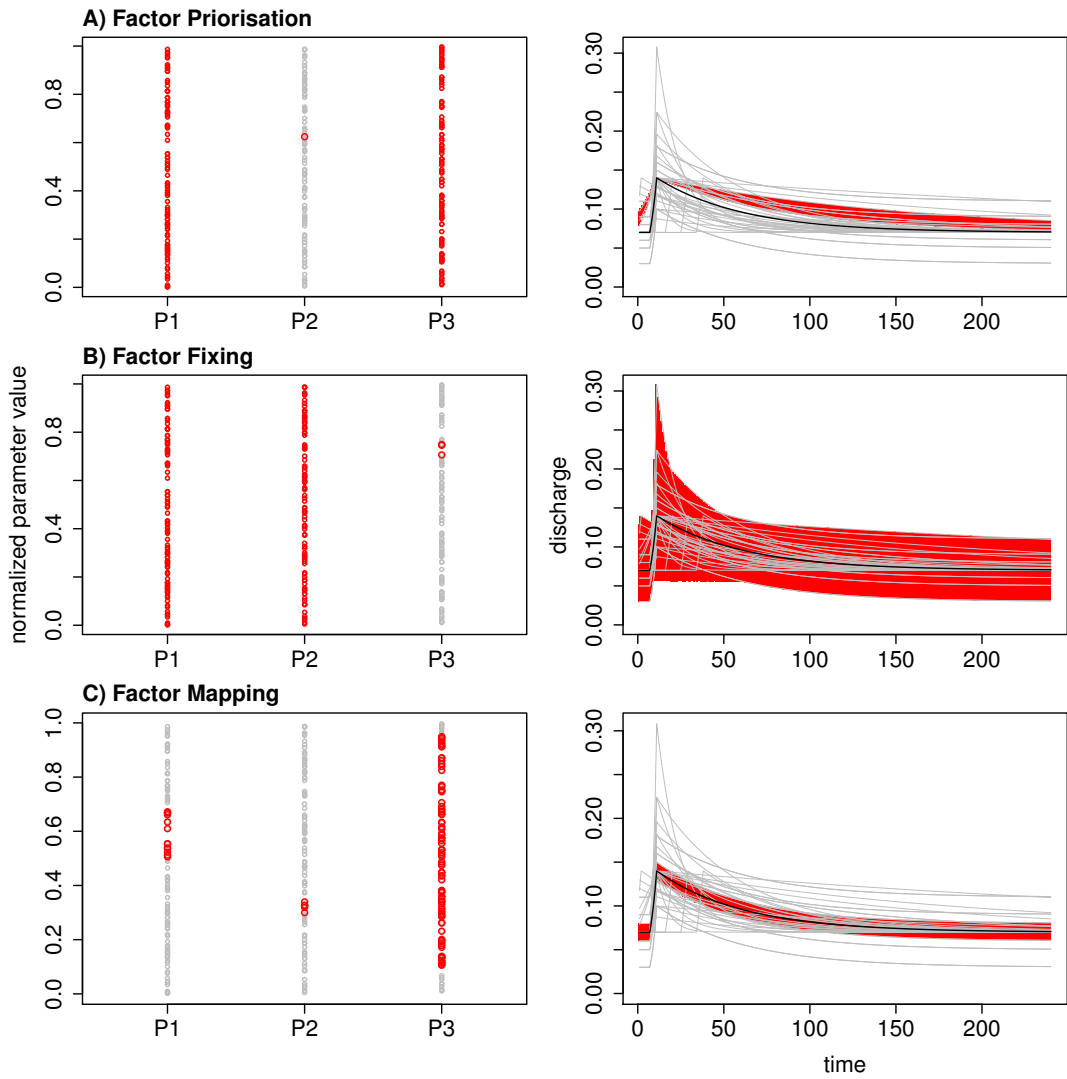 A) Factor Priorisation
0.0 0.4 0.8
P1 P2 P3
0.00 0.10 0.20 0.30
0 50 100 150 200
B) Factor Fixing
normalized parameter value
0.0 0.4 0.8
P1 P2 P3
discharge
0.00 0.10 0.20 0.30
0 50 100 150 200
C) Factor Mapping
0.0 0.2 0.4 0.6 0.8 1.0
P1 P2 P3
0.00 0.10 0.20 0.30
0 50 100 150 200
time